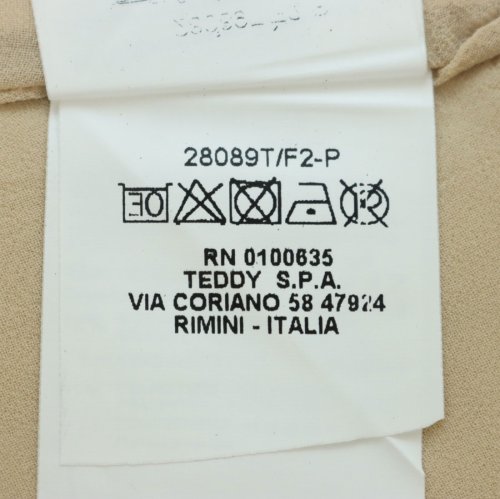 28089T/F2-P
RN 0100635
TEDDY S.P.A.
VIA CORIANO 58 47924
RIMINI - ITALIA